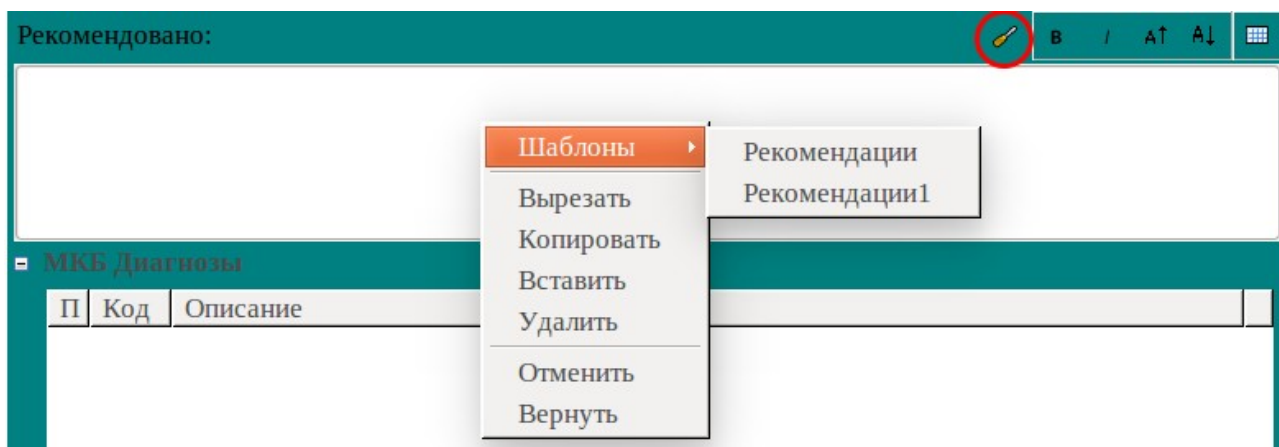 Рекомендовано:
B I A↑ A↓
Шаблоны
Рекомендации
Рекомендации1
Вырезать
Копировать
Вставить
Удалить
Отменить
Вернуть
МКБ Диагнозы
П Код Описание